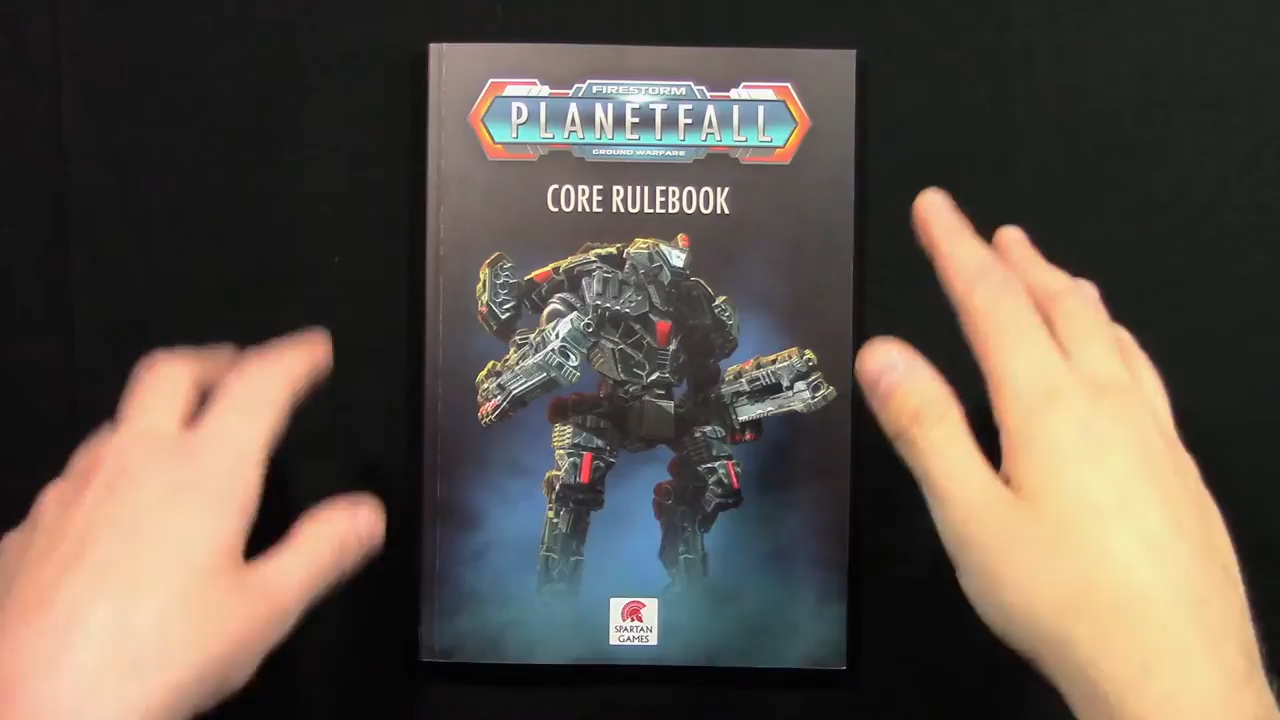 FIRESTORM
PLANETFALL
GROUND WARFARE
CORE RULEBOOK
SPARTAN
GAMES